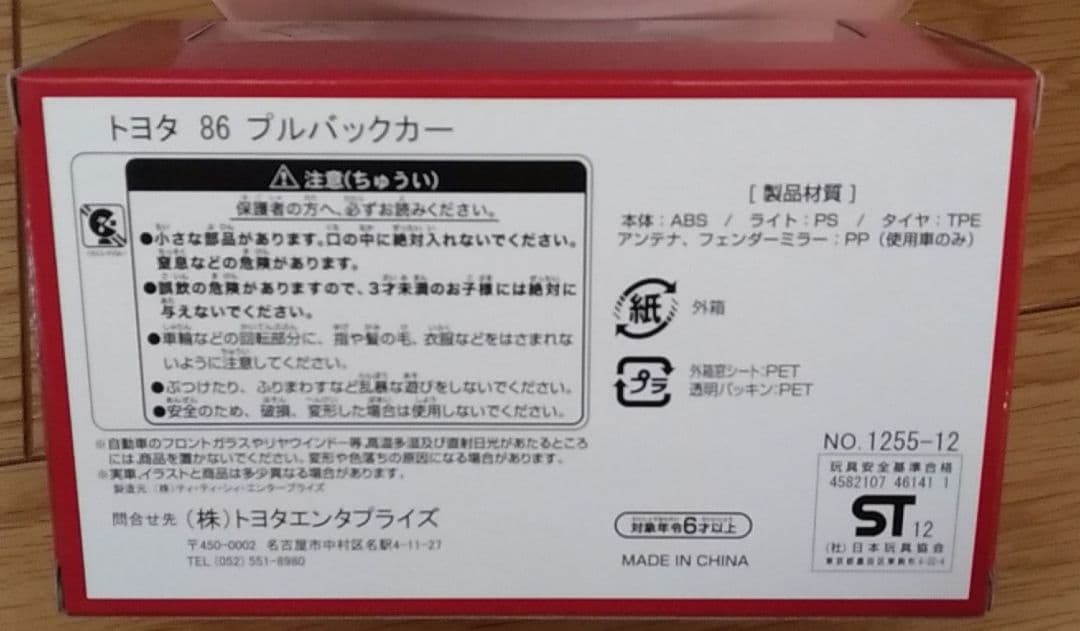 トヨタ 86 プルバックカー
注意(ちゅうい)
保護者の方へ、必ずお読みください。
●小さな部品があります。口の中に絶対入れないでください。
窒息などの危険があります。
●誤飲の危険がありますので、3才未満のお子様には絶対に
与えないでください。
●車輪などの回転部分に、指や髪の毛、衣服などをはさまれな
いように注意してください。
●ぶつけたり、ふりまわすなど乱暴な遊びをしないでください。
●安全のため、破損、変形した場合は使用しないでください。
※自動車のフロントガラスやリヤウインドー等、高温多湿及び直射日光があたるところ
には、商品を置かないでください。変形や色落ちの原因になる場合があります。
※実車、イラストと商品は多少異なる場合があります。
製造元:(株)ティ・ティ・シィ・エンタープライズ
問合せ先 (株)トヨタエンタプライズ
〒450-0002 名古屋市中村区名駅4-11-27
TEL (052) 551-8980
[ 製品材質 ]
本体:ABS / ライト:PS / タイヤ:TPE
アンテナ、フェンダーミラー:PP(使用車のみ)
紙 外箱
プラ 外箱窓シート:PET
透明パッキン:PET
NO.1255-12
玩具安全基準合格
4582107 46141 1
ST 12
(社)日本玩具協会
対象年令6才以上
MADE IN CHINA